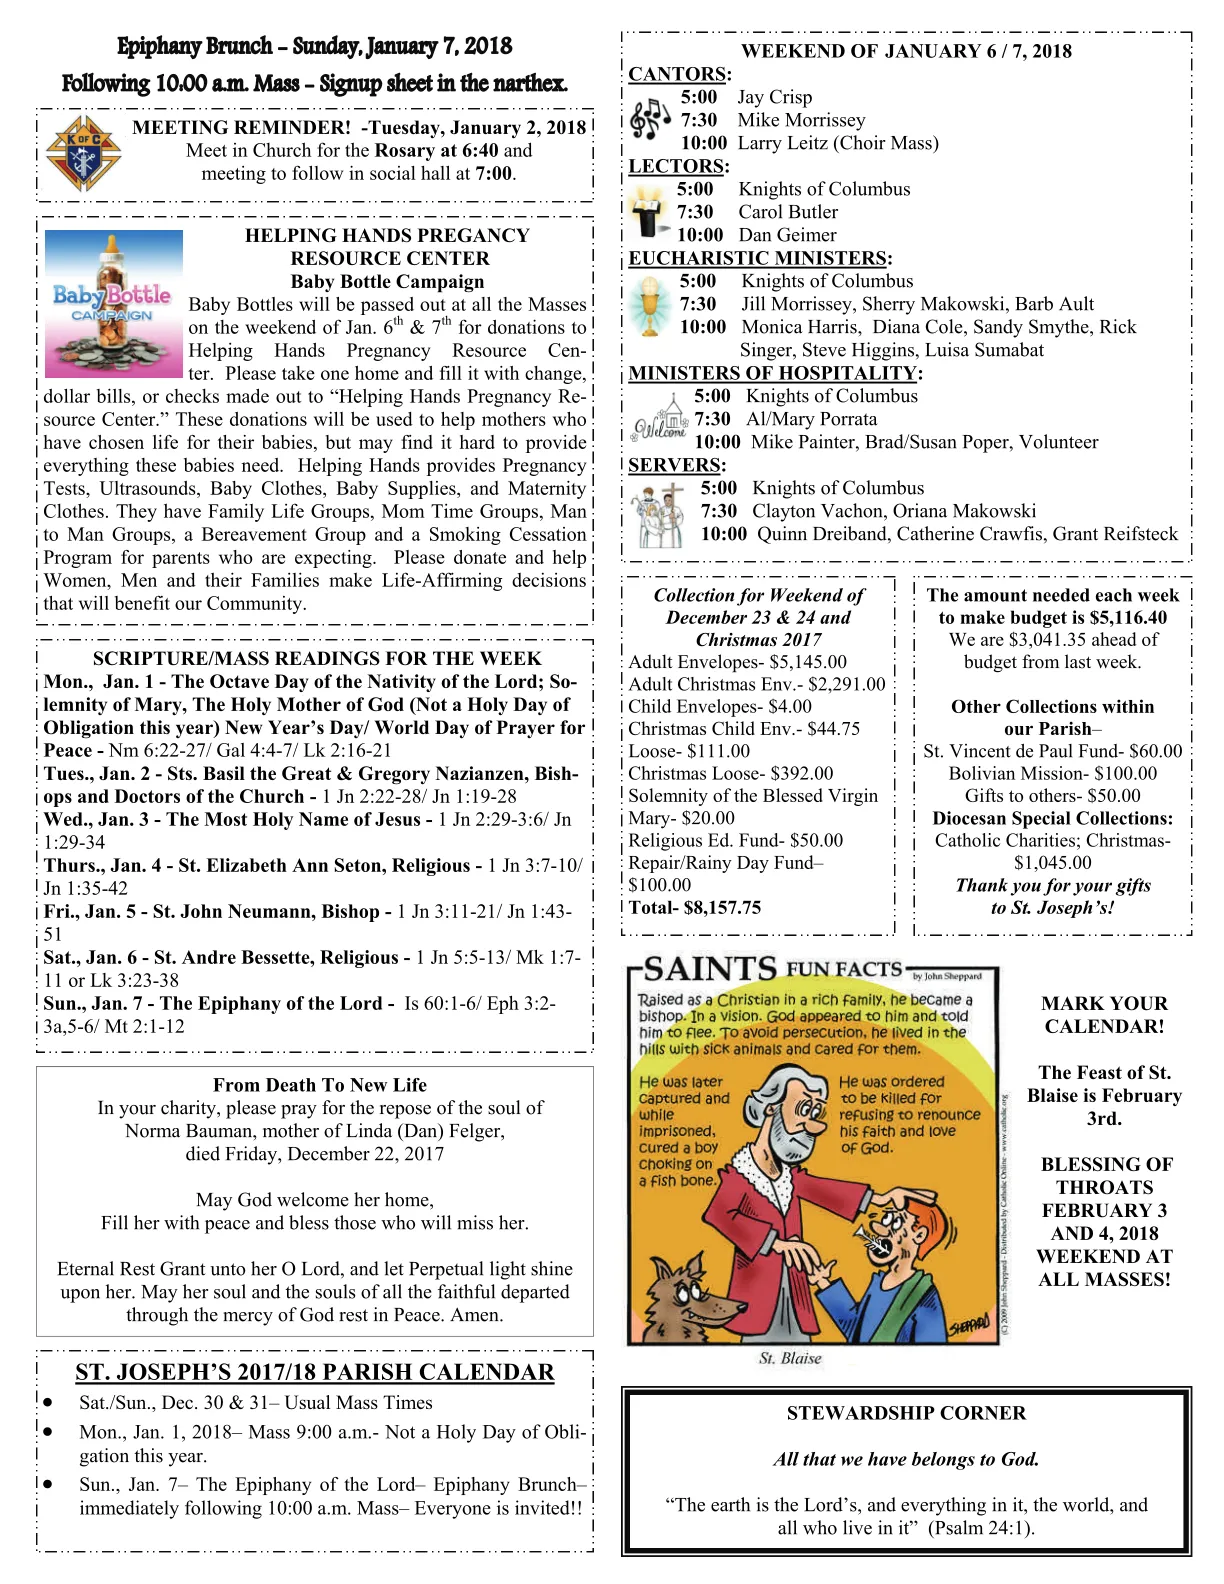 Epiphany Brunch – Sunday, January 7, 2018
Following 10:00 a.m. Mass – Signup sheet in the narthex.
K OF C
MEETING REMINDER!  -Tuesday, January 2, 2018
Meet in Church for the Rosary at 6:40 and
meeting to follow in social hall at 7:00.
Baby Bottle
CAMPAIGN
HELPING HANDS PREGANCY
RESOURCE CENTER
Baby Bottle Campaign
Baby Bottles will be passed out at all the Masses
on the weekend of Jan. 6th & 7th for donations to
Helping Hands Pregnancy Resource Cen-
ter.  Please take one home and fill it with change,
dollar bills, or checks made out to “Helping Hands Pregnancy Re-
source Center.” These donations will be used to help mothers who
have chosen life for their babies, but may find it hard to provide
everything these babies need.  Helping Hands provides Pregnancy
Tests, Ultrasounds, Baby Clothes, Baby Supplies, and Maternity
Clothes. They have Family Life Groups, Mom Time Groups, Man
to Man Groups, a Bereavement Group and a Smoking Cessation
Program for parents who are expecting.  Please donate and help
Women, Men and their Families make Life-Affirming decisions
that will benefit our Community.
SCRIPTURE/MASS READINGS FOR THE WEEK
Mon.,  Jan. 1 - The Octave Day of the Nativity of the Lord; So-
lemnity of Mary, The Holy Mother of God (Not a Holy Day of
Obligation this year) New Year’s Day/ World Day of Prayer for
Peace - Nm 6:22-27/ Gal 4:4-7/ Lk 2:16-21
Tues., Jan. 2 - Sts. Basil the Great & Gregory Nazianzen, Bish-
ops and Doctors of the Church - 1 Jn 2:22-28/ Jn 1:19-28
Wed., Jan. 3 - The Most Holy Name of Jesus - 1 Jn 2:29-3:6/ Jn
1:29-34
Thurs., Jan. 4 - St. Elizabeth Ann Seton, Religious - 1 Jn 3:7-10/
Jn 1:35-42
Fri., Jan. 5 - St. John Neumann, Bishop - 1 Jn 3:11-21/ Jn 1:43-
51
Sat., Jan. 6 - St. Andre Bessette, Religious - 1 Jn 5:5-13/ Mk 1:7-
11 or Lk 3:23-38
Sun., Jan. 7 - The Epiphany of the Lord -  Is 60:1-6/ Eph 3:2-
3a,5-6/ Mt 2:1-12
From Death To New Life
In your charity, please pray for the repose of the soul of
Norma Bauman, mother of Linda (Dan) Felger,
died Friday, December 22, 2017
May God welcome her home,
Fill her with peace and bless those who will miss her.
Eternal Rest Grant unto her O Lord, and let Perpetual light shine
upon her. May her soul and the souls of all the faithful departed
through the mercy of God rest in Peace. Amen.
ST. JOSEPH’S 2017/18 PARISH CALENDAR
• Sat./Sun., Dec. 30 & 31– Usual Mass Times
• Mon., Jan. 1, 2018– Mass 9:00 a.m.- Not a Holy Day of Obli-
gation this year.
• Sun., Jan. 7– The Epiphany of the Lord– Epiphany Brunch–
immediately following 10:00 a.m. Mass– Everyone is invited!!
WEEKEND OF JANUARY 6 / 7, 2018
CANTORS:
5:00 Jay Crisp
7:30 Mike Morrissey
10:00 Larry Leitz (Choir Mass)
LECTORS:
5:00 Knights of Columbus
7:30 Carol Butler
10:00 Dan Geimer
EUCHARISTIC MINISTERS:
5:00 Knights of Columbus
7:30 Jill Morrissey, Sherry Makowski, Barb Ault
10:00 Monica Harris,  Diana Cole, Sandy Smythe, Rick
Singer, Steve Higgins, Luisa Sumabat
MINISTERS OF HOSPITALITY:
Welcome
5:00 Knights of Columbus
7:30 Al/Mary Porrata
10:00 Mike Painter, Brad/Susan Poper, Volunteer
SERVERS:
5:00 Knights of Columbus
7:30 Clayton Vachon, Oriana Makowski
10:00 Quinn Dreiband, Catherine Crawfis, Grant Reifsteck
Collection for Weekend of
December 23 & 24 and
Christmas 2017
Adult Envelopes- $5,145.00
Adult Christmas Env.- $2,291.00
Child Envelopes- $4.00
Christmas Child Env.- $44.75
Loose- $111.00
Christmas Loose- $392.00
Solemnity of the Blessed Virgin
Mary- $20.00
Religious Ed. Fund- $50.00
Repair/Rainy Day Fund–
$100.00
Total- $8,157.75
The amount needed each week
to make budget is $5,116.40
We are $3,041.35 ahead of
budget from last week.
Other Collections within
our Parish–
St. Vincent de Paul Fund- $60.00
Bolivian Mission- $100.00
Gifts to others- $50.00
Diocesan Special Collections:
Catholic Charities; Christmas-
$1,045.00
Thank you for your gifts
to St. Joseph’s!
SAINTS FUN FACTS by John Sheppard
Raised as a Christian in a rich family, he became a
bishop. In a vision. God appeared to him and told
him to flee. To avoid persecution, he lived in the
hills with sick animals and cared for them.
He was later
captured and
while
imprisoned,
cured a boy
choking on
a fish bone.
He was ordered
to be killed for
refusing to renounce
his faith and love
of God.
SHEPPARD
(C) 2009 John Sheppard - Distributed by Catholic Online - www.catholic.org
St. Blaise
MARK YOUR
CALENDAR!
The Feast of St.
Blaise is February
3rd.
BLESSING OF
THROATS
FEBRUARY 3
AND 4, 2018
WEEKEND AT
ALL MASSES!
STEWARDSHIP CORNER
All that we have belongs to God.
“The earth is the Lord’s, and everything in it, the world, and
all who live in it”  (Psalm 24:1).